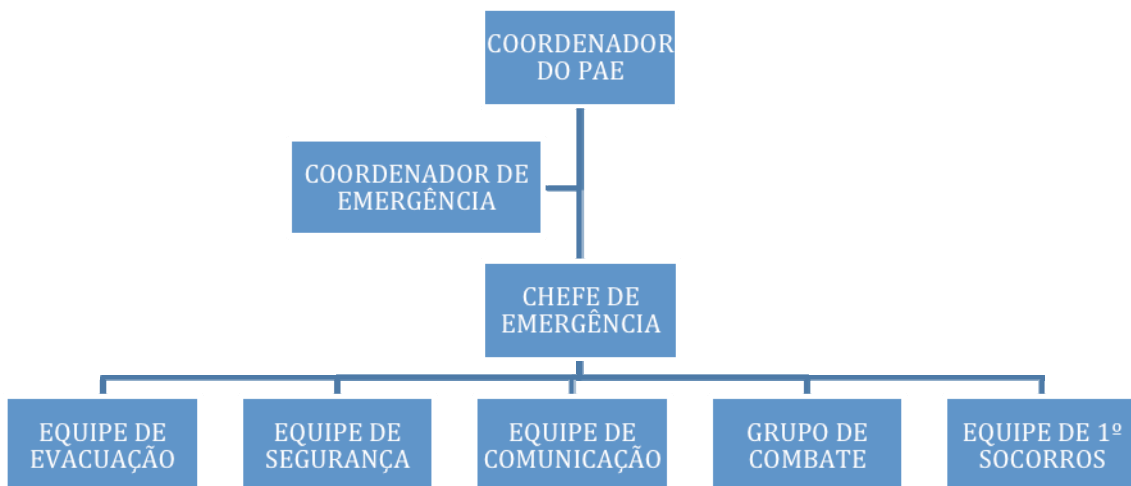 COORDENADOR
DO PAE
COORDENADOR DE
EMERGÊNCIA
CHEFE DE
EMERGÊNCIA
EQUIPE DE
EVACUAÇÃO
EQUIPE DE
SEGURANÇA
EQUIPE DE
COMUNICAÇÃO
GRUPO DE
COMBATE
EQUIPE DE 1º
SOCORROS